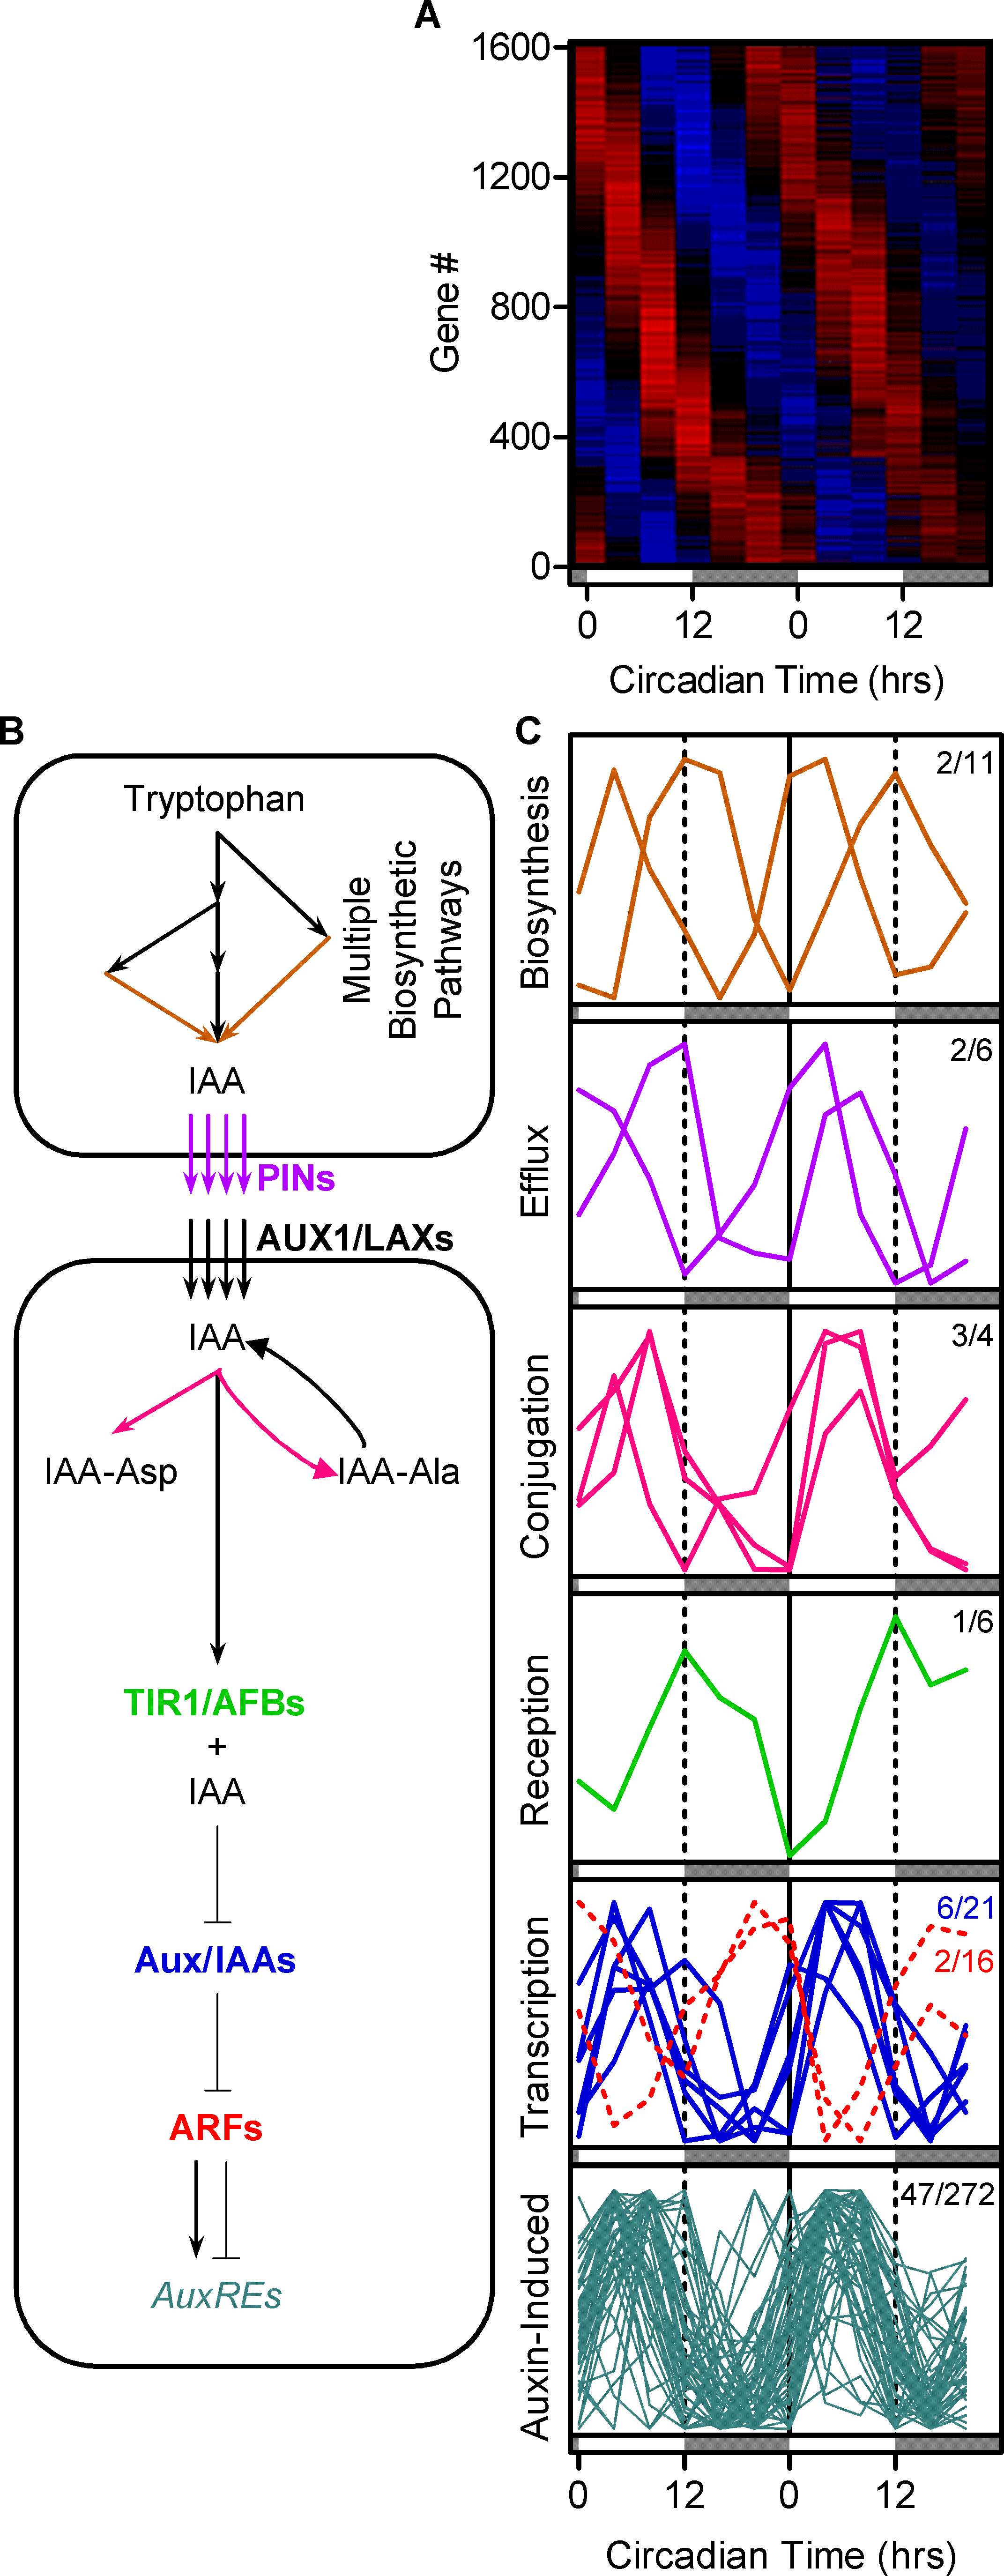 A
1600
1200
800
400
0
Gene #
0 12 0 12
Circadian Time (hrs)
B
Tryptophan
Multiple
Biosynthetic
Pathways
IAA
PINs
AUX1/LAXs
IAA
IAA-Asp
IAA-Ala
TIR1/AFBs
+
IAA
Aux/IAAs
ARFs
AuxREs
C
Biosynthesis
2/11
Efflux
2/6
Conjugation
3/4
Reception
1/6
Transcription
6/21
2/16
Auxin-Induced
47/272
0 12 0 12
Circadian Time (hrs)